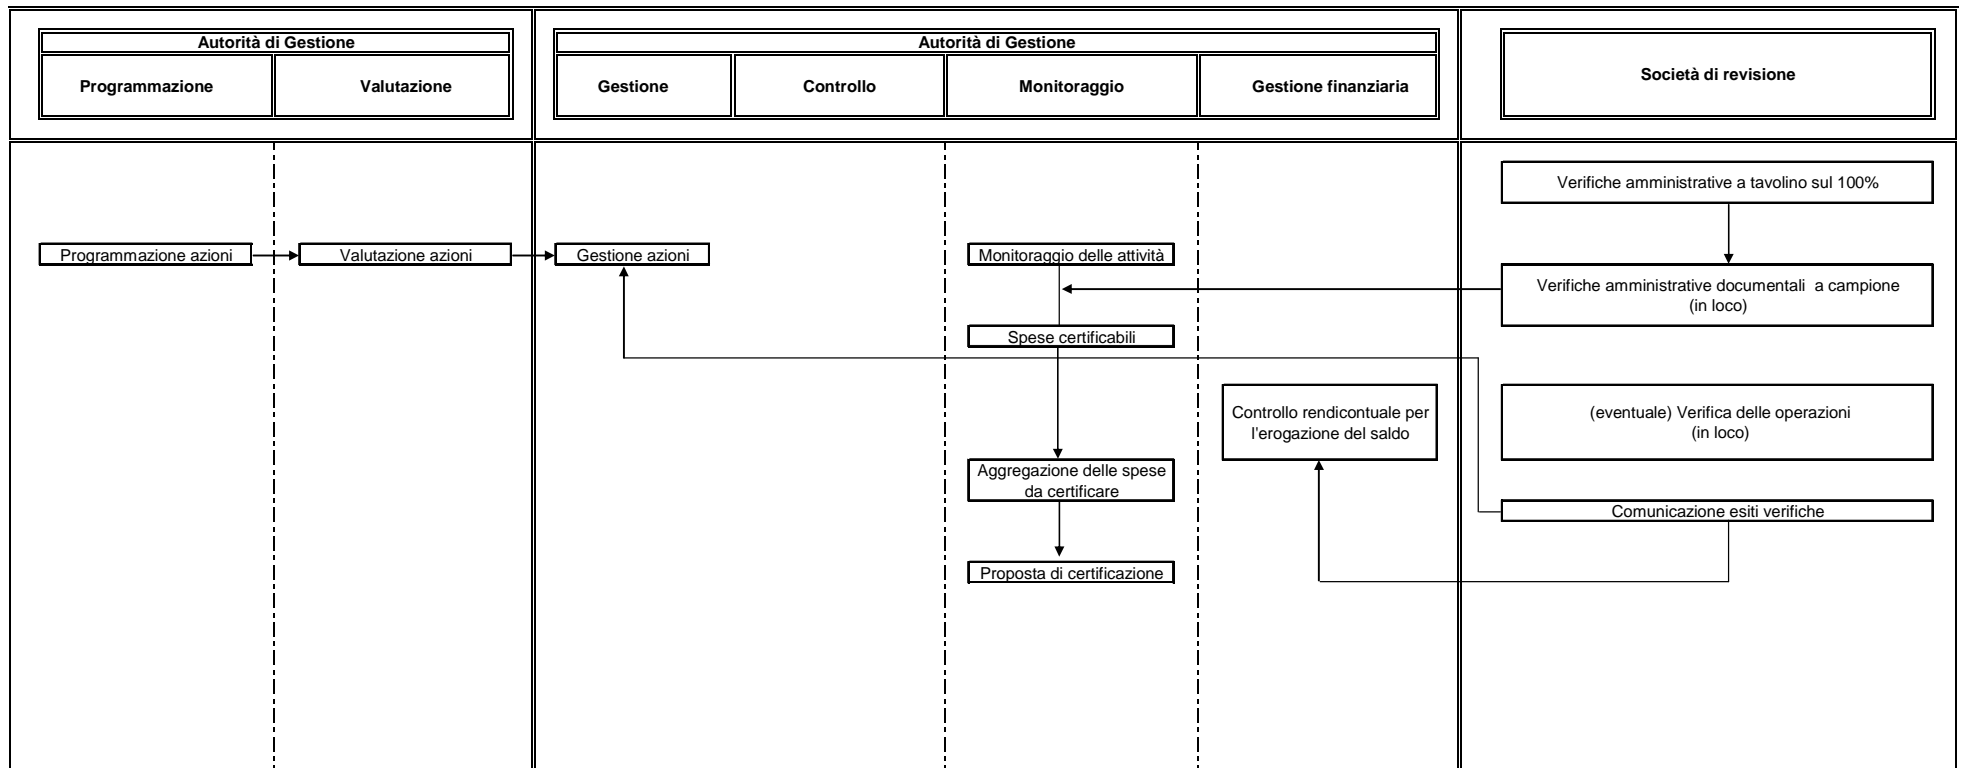 Autorità di Gestione
Programmazione
Valutazione
Autorità di Gestione
Gestione
Controllo
Monitoraggio
Gestione finanziaria
Società di revisione
Verifiche amministrative a tavolino sul 100%
Programmazione azioni
Valutazione azioni
Gestione azioni
Monitoraggio delle attività
Verifiche amministrative documentali a campione
(in loco)
Spese certificabili
Controllo rendicontuale per
l'erogazione del saldo
(eventuale) Verifica delle operazioni
(in loco)
Aggregazione delle spese
da certificare
Comunicazione esiti verifiche
Proposta di certificazione